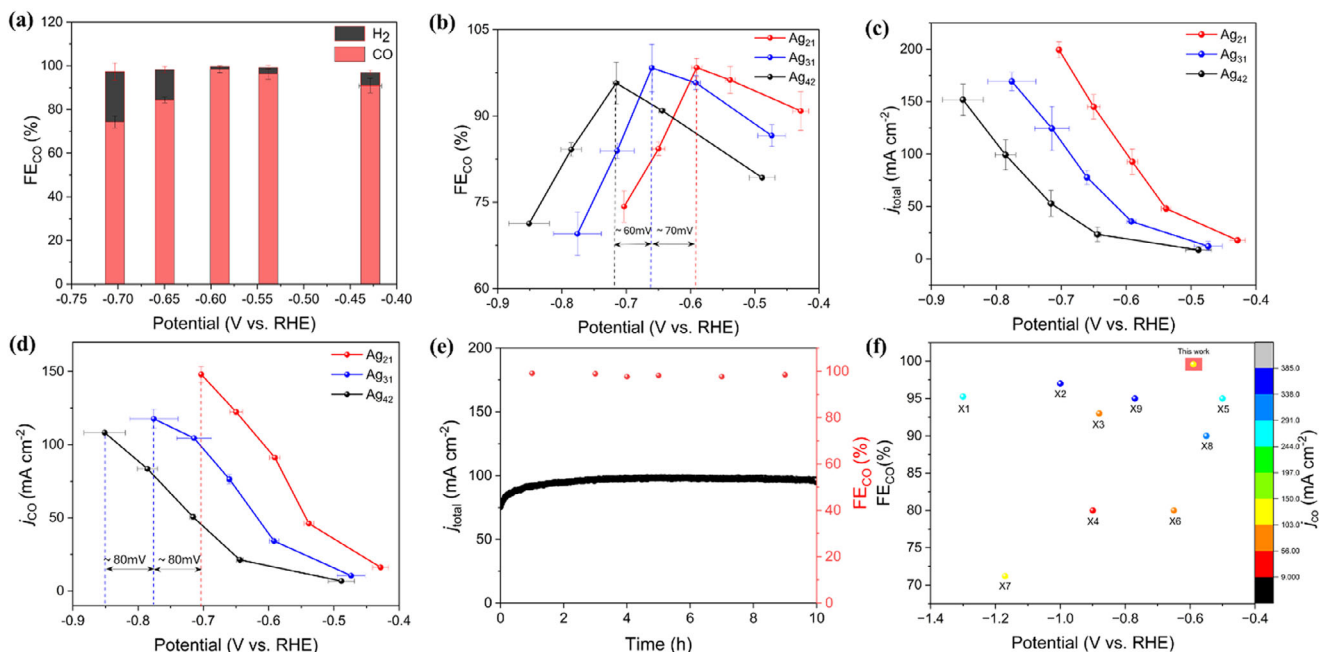 (a)
120
100
80
60
40
20
0
FECO (%)
H2
CO
-0.75 -0.70 -0.65 -0.60 -0.55 -0.50 -0.45 -0.40
Potential (V vs. RHE)
(b)
105
90
75
60
FECO (%)
Ag21
Ag31
Ag42
~ 60mV
~ 70mV
-0.9 -0.8 -0.7 -0.6 -0.5 -0.4
Potential (V vs. RHE)
(c)
200
150
100
50
0
jtotal (mA cm-2)
Ag21
Ag31
Ag42
-0.9 -0.8 -0.7 -0.6 -0.5 -0.4
Potential (V vs. RHE)
(d)
150
100
50
0
jCO (mA cm-2)
Ag21
Ag31
Ag42
~ 80mV
~ 80mV
-0.9 -0.8 -0.7 -0.6 -0.5 -0.4
Potential (V vs. RHE)
(e)
200
175
150
125
100
75
50
25
0
jtotal (mA cm-2)
100
80
60
40
20
0
FECO (%)
0 2 4 6 8 10
Time (h)
(f)
100
95
90
85
80
75
70
FECO (%)
This work
X1
X2
X3
X9
X5
X8
X4
X6
X7
385.0
338.0
291.0
244.0
197.0
150.0
103.0
56.00
9.000
jCO (mA cm-2)
-1.4 -1.2 -1.0 -0.8 -0.6 -0.4
Potential (V vs. RHE)